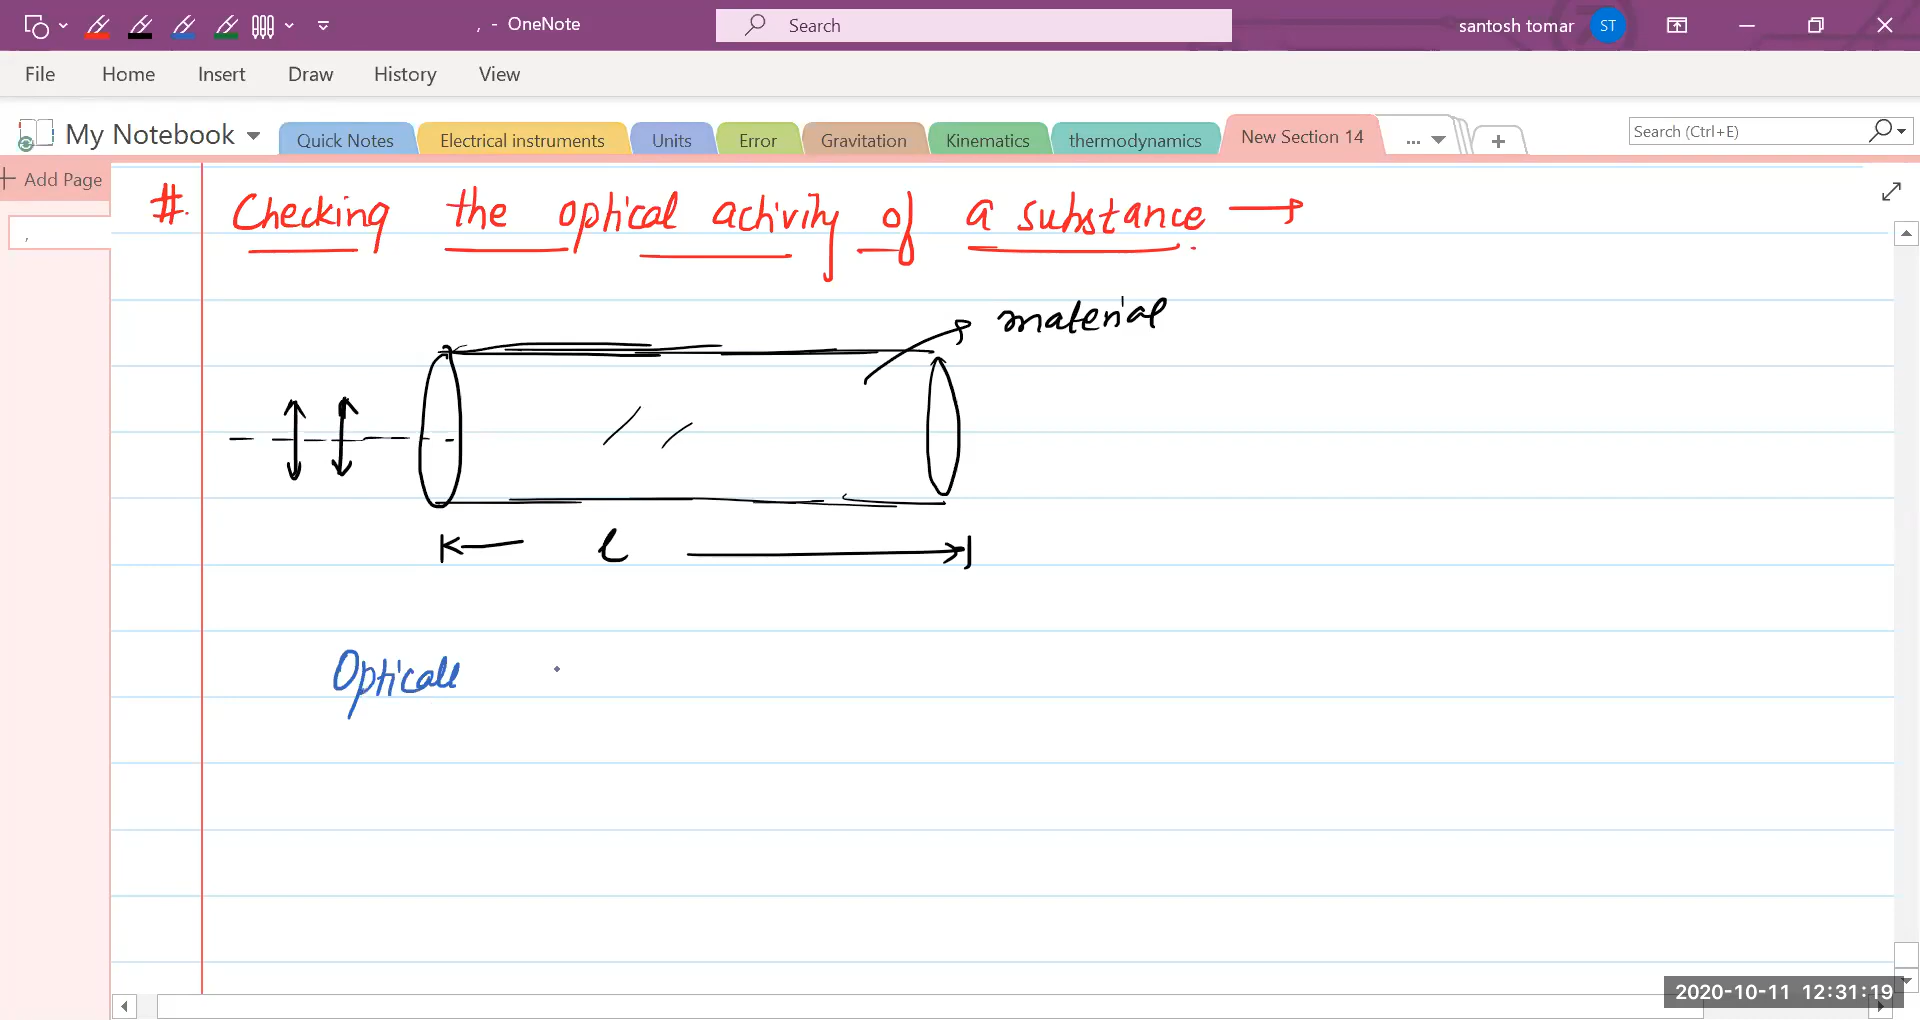 , - OneNote
Search
santosh tomar ST
File Home Insert Draw History View
My Notebook Quick Notes Electrical instruments Units Error Gravitation Kinematics thermodynamics New Section 14 ... Search (Ctrl+E)
Add Page
,
# Checking the optical activity of a substance →
material
l
Opticall
2020-10-11 12:31:19